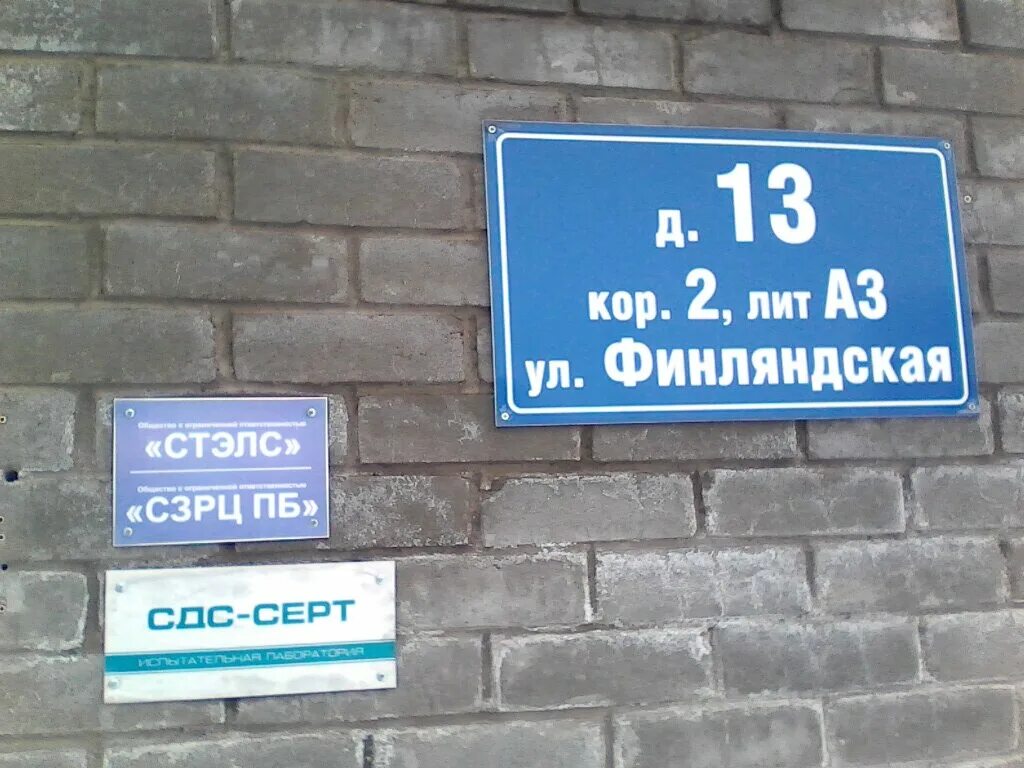 д. 13
кор. 2, лит А3
ул. Финляндская
Общество с ограниченной ответственностью
«СТЭЛС»
Общество с ограниченной ответственностью
«СЗРЦ ПБ»
СДС-СЕРТ
ИСПЫТАТЕЛЬНАЯ ЛАБОРАТОРИЯ